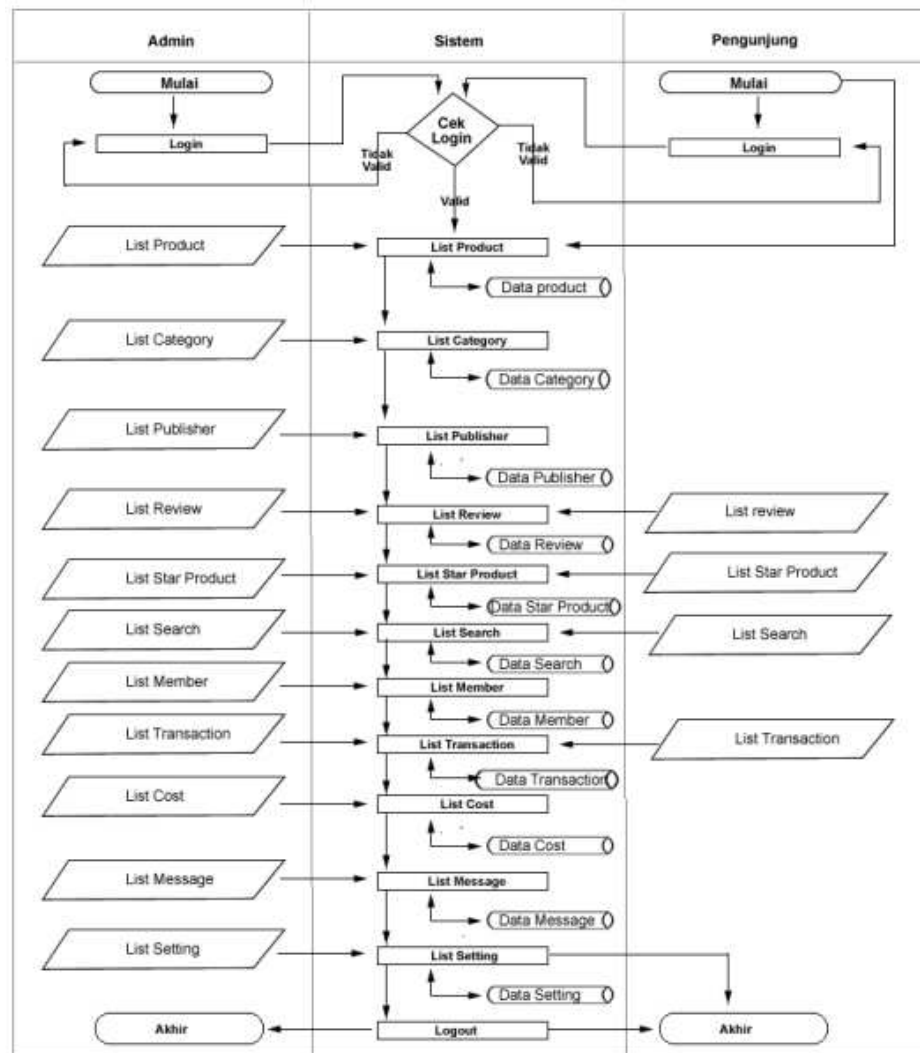 Admin Sistem Pengunjung
Mulai Mulai
Cek
Login
Login Login
Tidak
Valid
Tidak
Valid
Valid
List Product List Product
Data product
List Category List Category
Data Category
List Publisher List Publisher
Data Publisher
List Review List Review List review
Data Review
List Star Product List Star Product List Star Product
Data Star Product
List Search List Search List Search
Data Search
List Member List Member
Data Member
List Transaction List Transaction List Transaction
Data Transaction
List Cost List Cost
Data Cost
List Message List Message
Data Message
List Setting List Setting
Data Setting
Akhir Logout Akhir